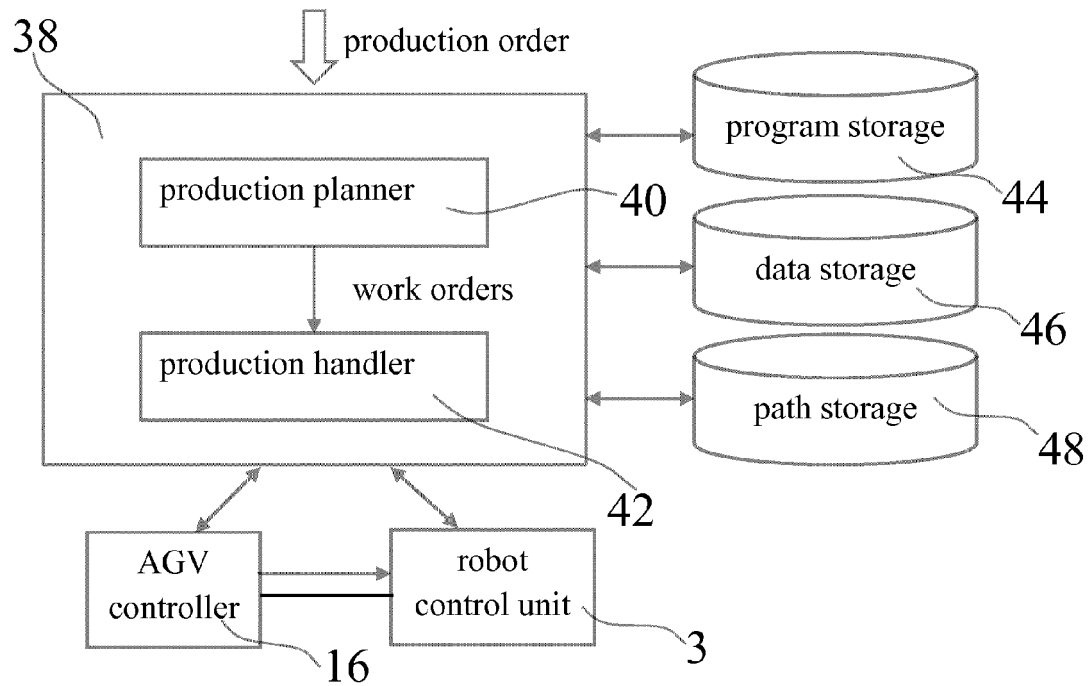 38
production order
program storage
44
production planner
40
work orders
data storage
46
production handler
path storage
48
42
AGV
controller
16
robot
control unit
3